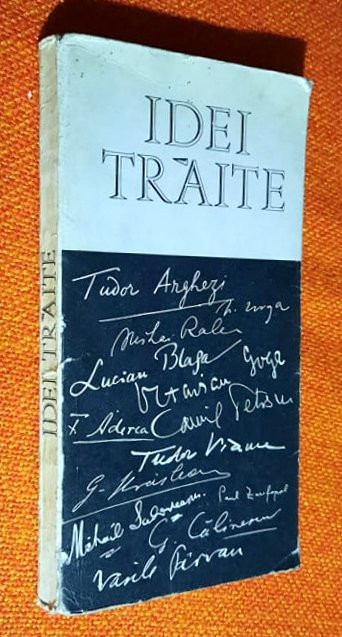 IDEI
TRĂITE
Tudor Arghezi
N. Iorga
Mihai Ralea
Lucian Blaga
Octavian Goga
F. Aderca Camil Petrescu
Tudor Vianu
G. Ibrăileanu
Mihail Sadoveanu Paul Zarifopol
G. Călinescu
Vasile Pârvan
IDEI TRĂITE